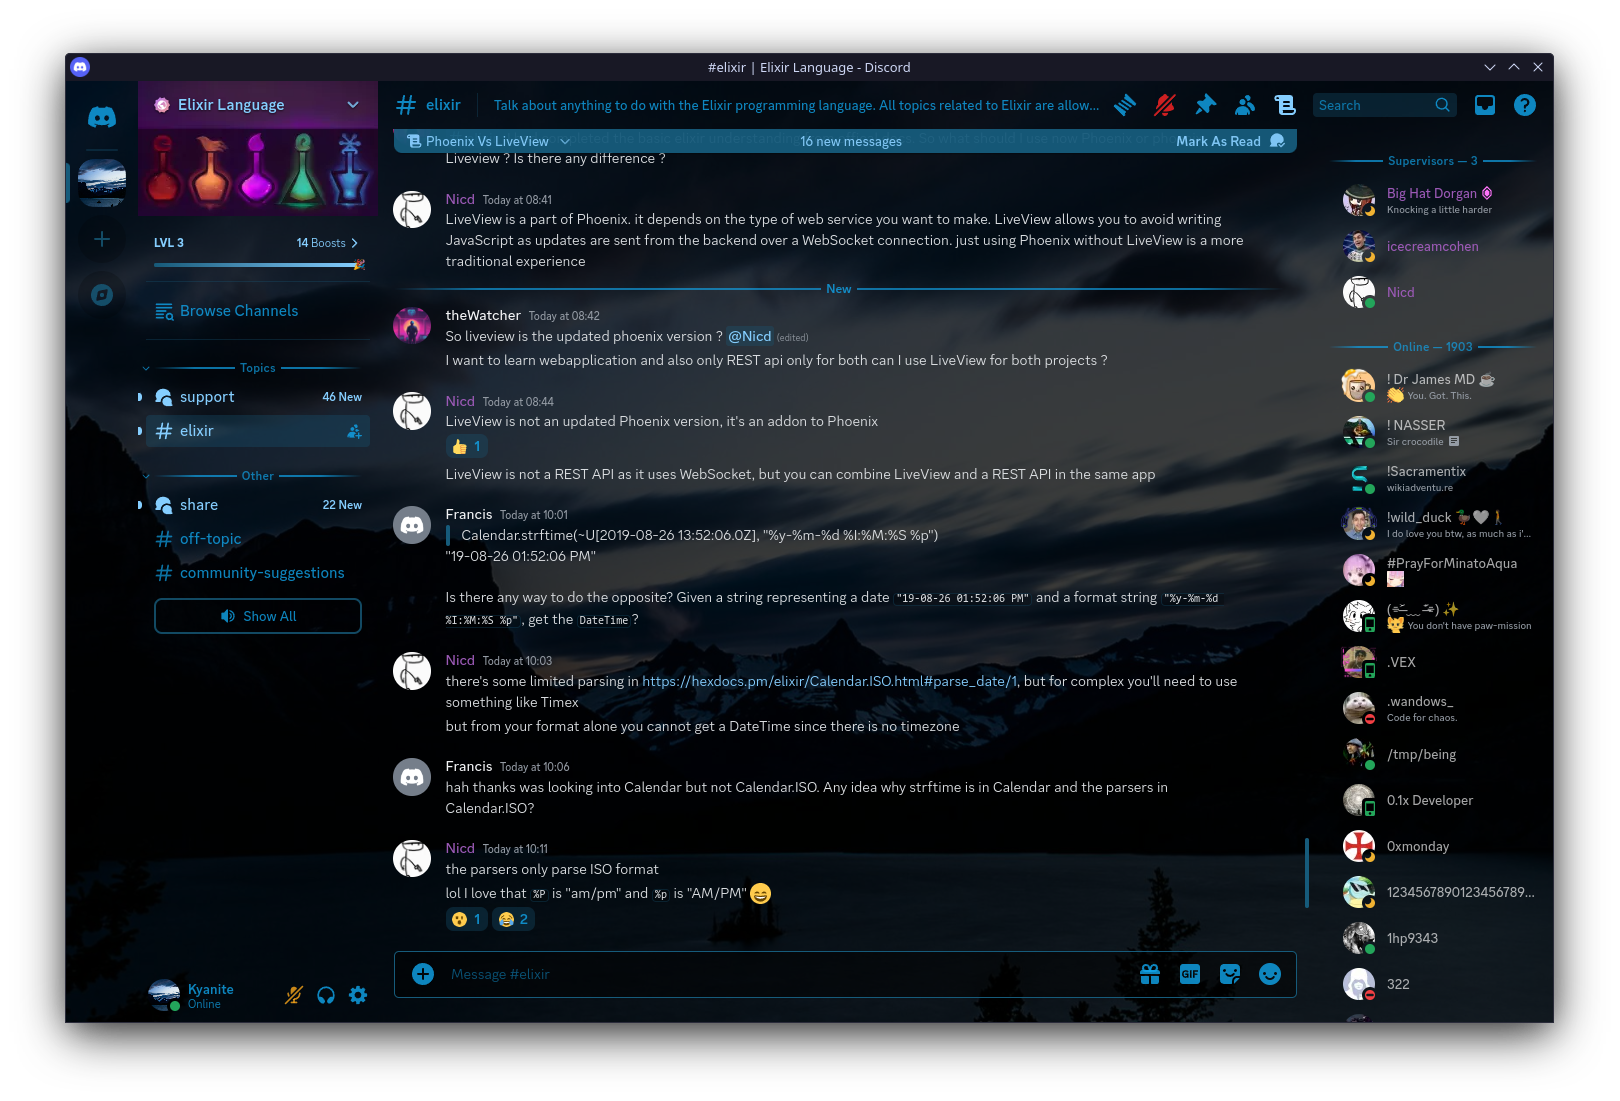 #elixir | Elixir Language - Discord
Elixir Language
LVL 3
14 Boosts
Browse Channels
Topics
support
46 New
elixir
Other
share
22 New
off-topic
community-suggestions
Show All
Kyanite
Online
elixir
Talk about anything to do with the Elixir programming language. All topics related to Elixir are allow...
Search
Phoenix Vs LiveView
16 new messages
Mark As Read
Liveview ? Is there any difference ?
Nicd Today at 08:41
LiveView is a part of Phoenix. it depends on the type of web service you want to make. LiveView allows you to avoid writing
JavaScript as updates are sent from the backend over a WebSocket connection. just using Phoenix without LiveView is a more
traditional experience
New
theWatcher Today at 08:42
So liveview is the updated phoenix version ? @Nicd (edited)
I want to learn webapplication and also only REST api only for both can I use LiveView for both projects ?
Nicd Today at 08:44
LiveView is not an updated Phoenix version, it's an addon to Phoenix
👍 1
LiveView is not a REST API as it uses WebSocket, but you can combine LiveView and a REST API in the same app
Francis Today at 10:01
Calendar.strftime(~U[2019-08-26 13:52:06.0Z], "%y-%m-%d %I:%M:%S %p")
"19-08-26 01:52:06 PM"
Is there any way to do the opposite? Given a string representing a date "19-08-26 01:52:06 PM" and a format string "%y-%m-%d
%I:%M:%S %p", get the DateTime?
Nicd Today at 10:03
there's some limited parsing in https://hexdocs.pm/elixir/Calendar.ISO.html#parse_date/1, but for complex you'll need to use
something like Timex
but from your format alone you cannot get a DateTime since there is no timezone
Francis Today at 10:06
hah thanks was looking into Calendar but not Calendar.ISO. Any idea why strftime is in Calendar and the parsers in
Calendar.ISO?
Nicd Today at 10:11
the parsers only parse ISO format
lol I love that %P is "am/pm" and %p is "AM/PM" 😄
😮 1 😂 2
Message #elixir
GIF
Supervisors — 3
Big Hat Dorgan
Knocking a little harder
icecreamcohen
Nicd
Online — 1903
! Dr James MD ☕
👏 You. Got. This.
! NASSER
Sir crocodile
!Sacramentix
wikiadventu.re
!wild_duck 🦆🤍🚶
I do love you btw, as much as i'...
#PrayForMinatoAqua
You don't have paw-mission
.VEX
.wandows_
Code for chaos.
/tmp/being
0.1x Developer
0xmonday
1234567890123456789...
1hp9343
322